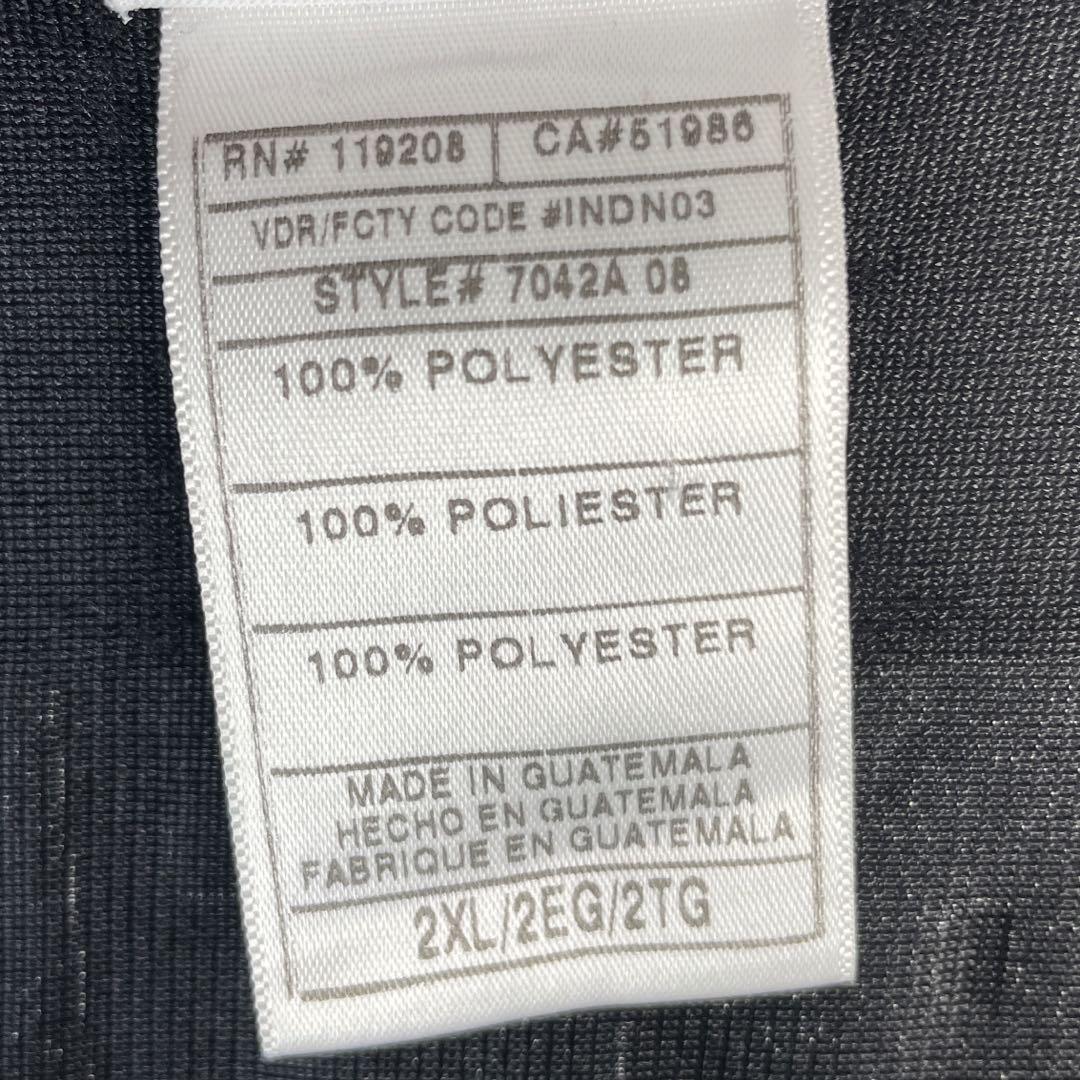 RN# 119208 CA#51986
VDR/FCTY CODE #INDN03
STYLE# 7042A 08
100% POLYESTER
100% POLIESTER
100% POLYESTER
MADE IN GUATEMALA
HECHO EN GUATEMALA
FABRIQUE EN GUATEMALA
2XL/2EG/2TG